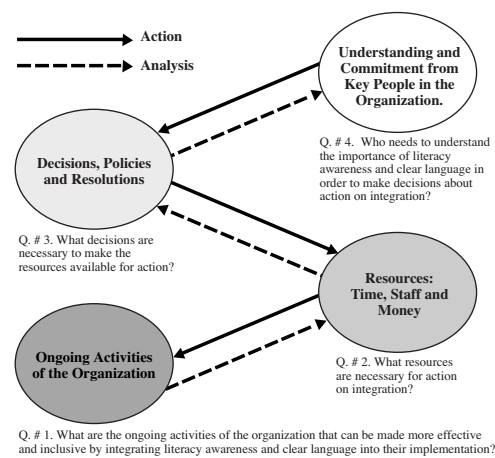 Action
Analysis
Understanding and
Commitment from
Key People in the
Organization.
Q. # 4. Who needs to understand
the importance of literacy
awareness and clear language in
order to make decisions about
action on integration?
Decisions, Policies
and Resolutions
Q. # 3. What decisions are
necessary to make the
resources available for action?
Resources:
Time, Staff and
Money
Q. # 2. What resources
are necessary for action
on integration?
Ongoing Activities
of the Organization
Q. # 1. What are the ongoing activities of the organization that can be made more effective
and inclusive by integrating literacy awareness and clear language into their implementation?